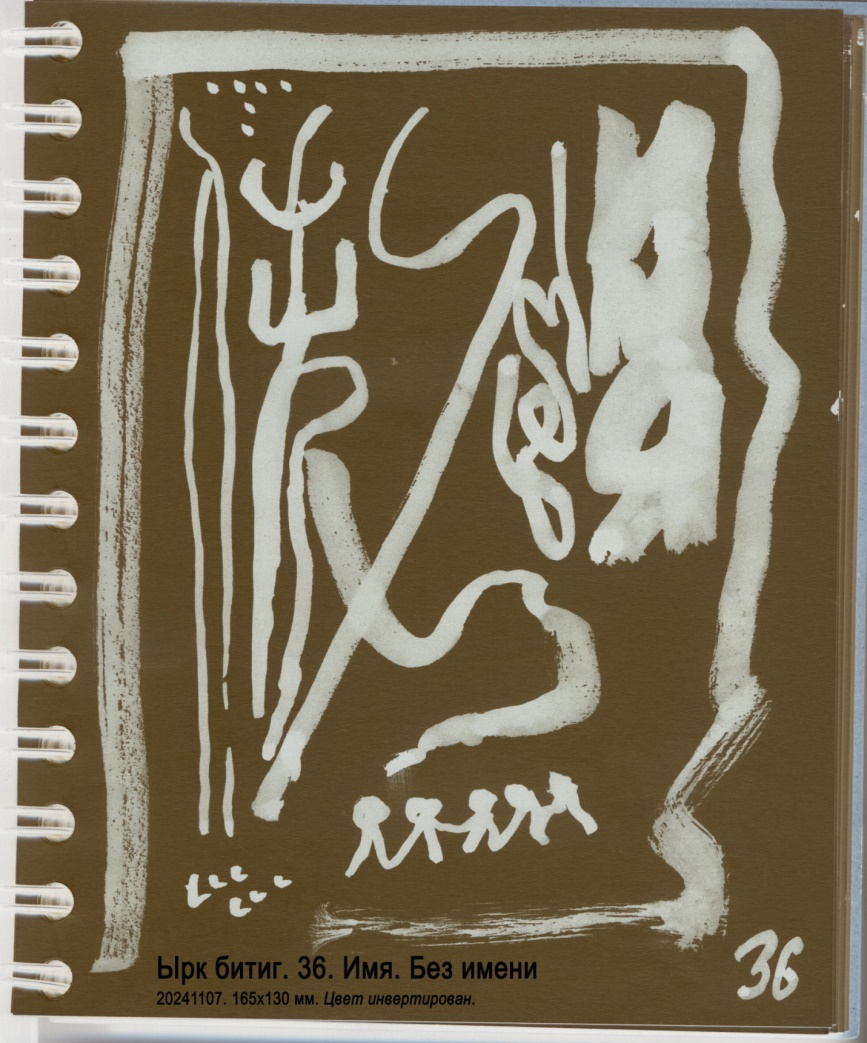 36
Ырк битиг. 36. Имя. Без имени
20241107. 165x130 мм. Цвет инвертирован.